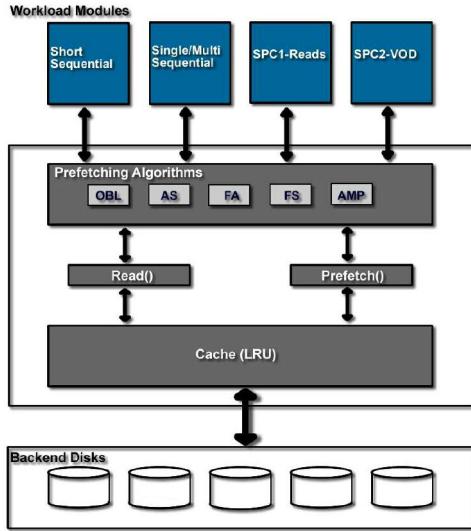 Workload Modules
Short
Sequential
Single/Multi
Sequential
SPC1-Reads
SPC2-VOD
Prefetching Algorithms
OBL
AS
FA
FS
AMP
Read()
Prefetch()
Cache (LRU)
Backend Disks